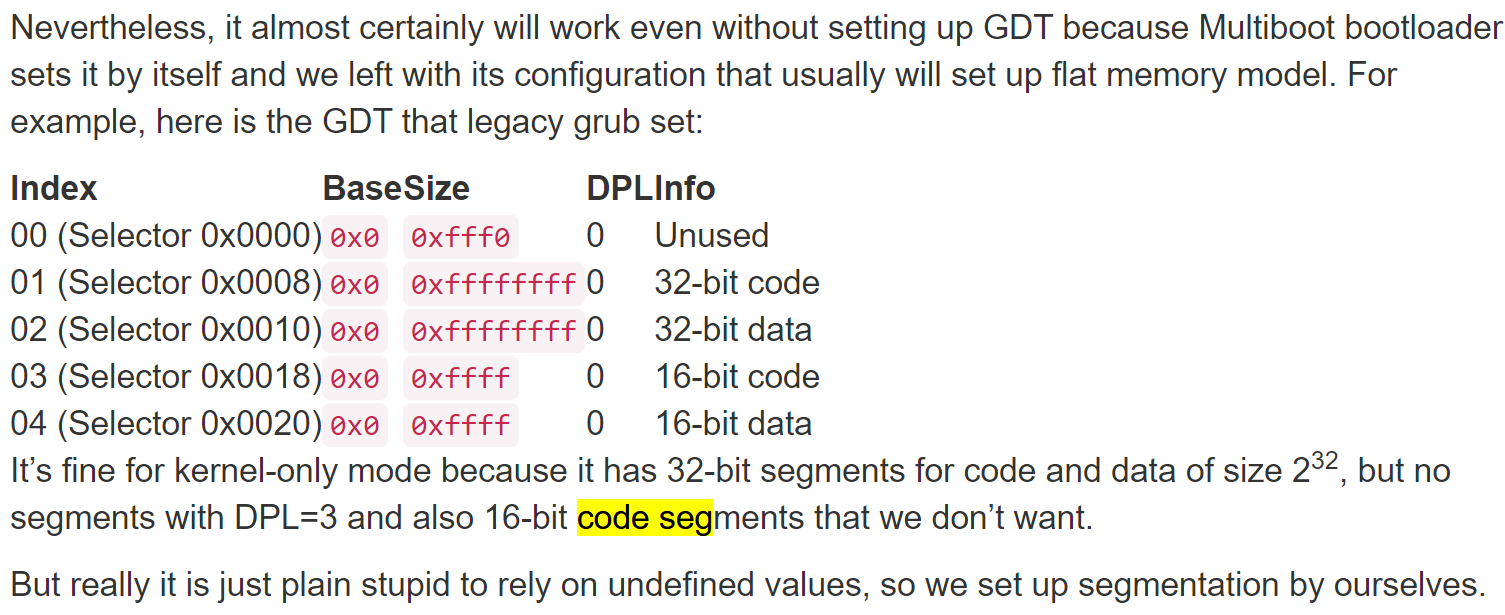 Nevertheless, it almost certainly will work even without setting up GDT because Multiboot bootloader
sets it by itself and we left with its configuration that usually will set up flat memory model. For
example, here is the GDT that legacy grub set:
Index Base Size DPL Info
00 (Selector 0x0000) 0x0 0xfff0 0 Unused
01 (Selector 0x0008) 0x0 0xffffffff 0 32-bit code
02 (Selector 0x0010) 0x0 0xffffffff 0 32-bit data
03 (Selector 0x0018) 0x0 0xffff 0 16-bit code
04 (Selector 0x0020) 0x0 0xffff 0 16-bit data
It’s fine for kernel-only mode because it has 32-bit segments for code and data of size 2³², but no
segments with DPL=3 and also 16-bit code segments that we don’t want.
But really it is just plain stupid to rely on undefined values, so we set up segmentation by ourselves.